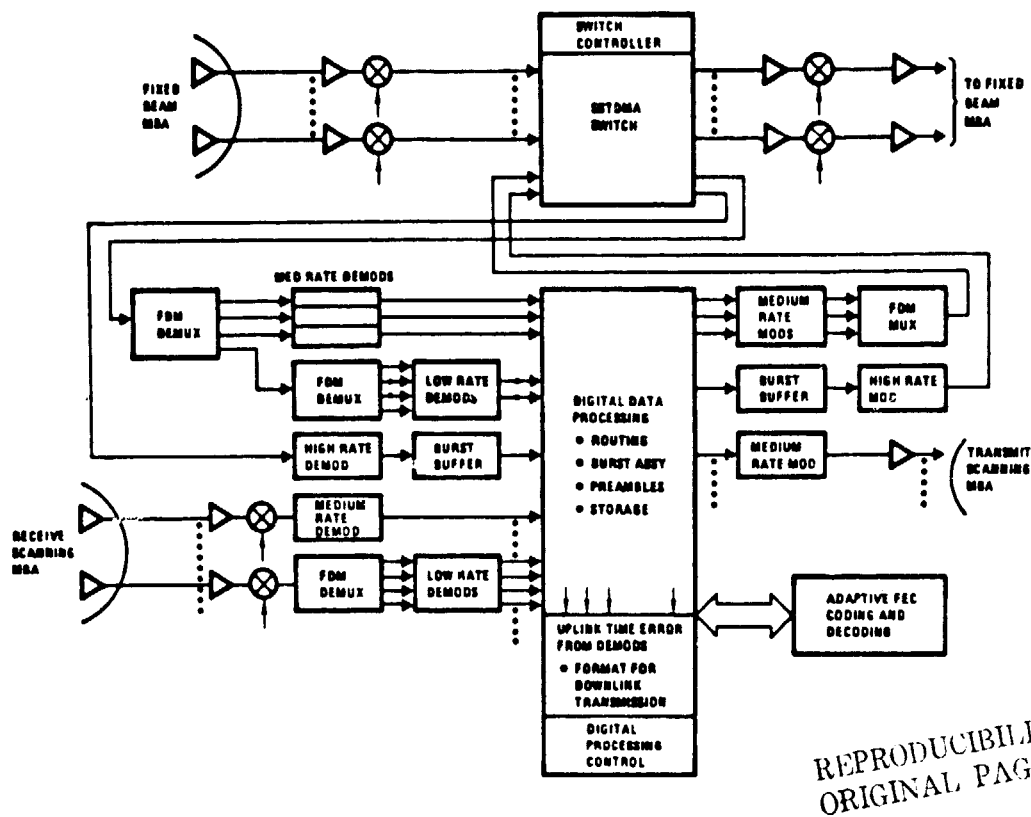 SWITCH
CONTROLLER
FIXED
BEAM
MBA
SSTDMA
SWITCH
TO FIXED
BEAM
MBA
MED RATE DEMODS
FDM
DEMUX
MEDIUM
RATE
MODS
FDM
MUX
FDM
DEMUX
LOW RATE
DEMODS
BURST
BUFFER
HIGH RATE
MOD
DIGITAL DATA
PROCESSING
• ROUTING
• BURST ASSY
• PREAMBLES
• STORAGE
HIGH RATE
DEMOD
BURST
BUFFER
MEDIUM
RATE MOD
TRANSMIT
SCANNING
MBA
MEDIUM
RATE
DEMOD
RECEIVE
SCANNING
MBA
FDM
DEMUX
LOW RATE
DEMODS
ADAPTIVE FEC
CODING AND
DECODING
UPLINK TIME ERROR
FROM DEMODS
• FORMAT FOR
DOWNLINK
TRANSMISSION
DIGITAL
PROCESSING
CONTROL
REPRODUCIBILI
ORIGINAL PAG